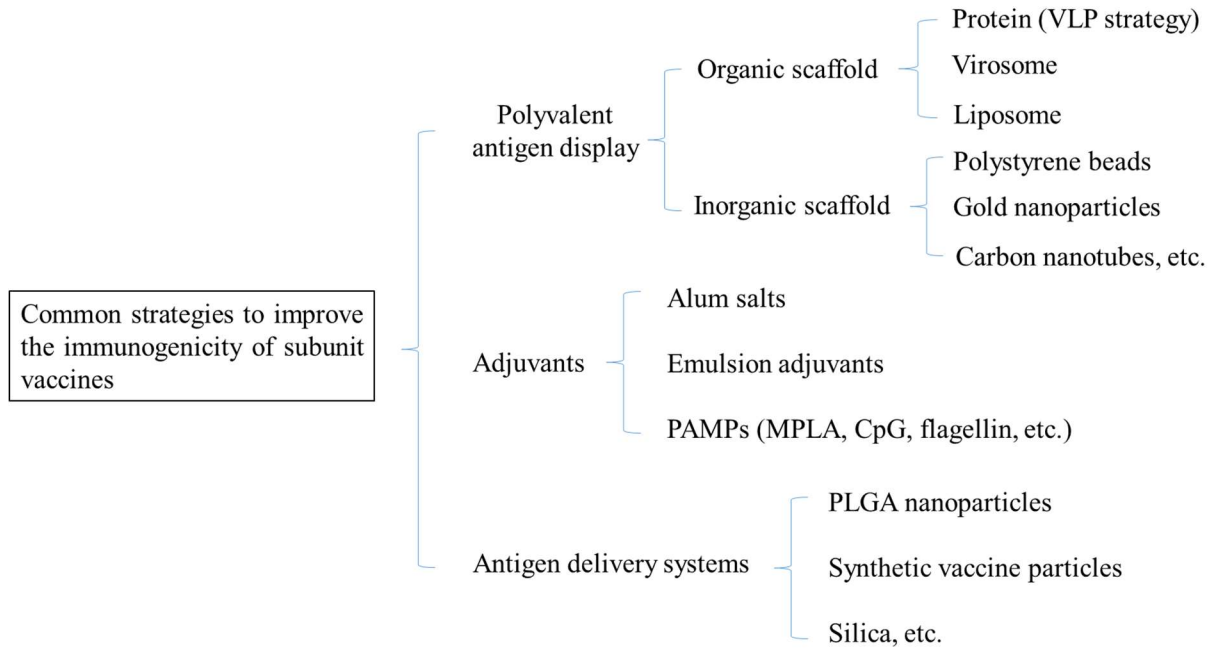 Common strategies to improve
the immunogenicity of subunit
vaccines
Polyvalent
antigen display
Organic scaffold
Protein (VLP strategy)
Virosome
Liposome
Inorganic scaffold
Polystyrene beads
Gold nanoparticles
Carbon nanotubes, etc.
Adjuvants
Alum salts
Emulsion adjuvants
PAMPs (MPLA, CpG, flagellin, etc.)
Antigen delivery systems
PLGA nanoparticles
Synthetic vaccine particles
Silica, etc.